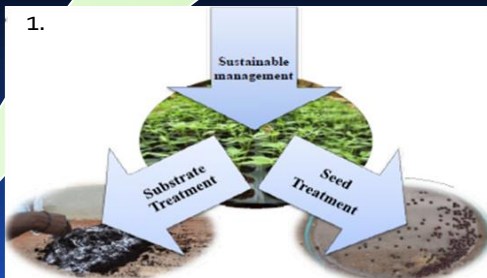 1.
Sustainable
management
Substrate
Treatment
Seed
Treatment